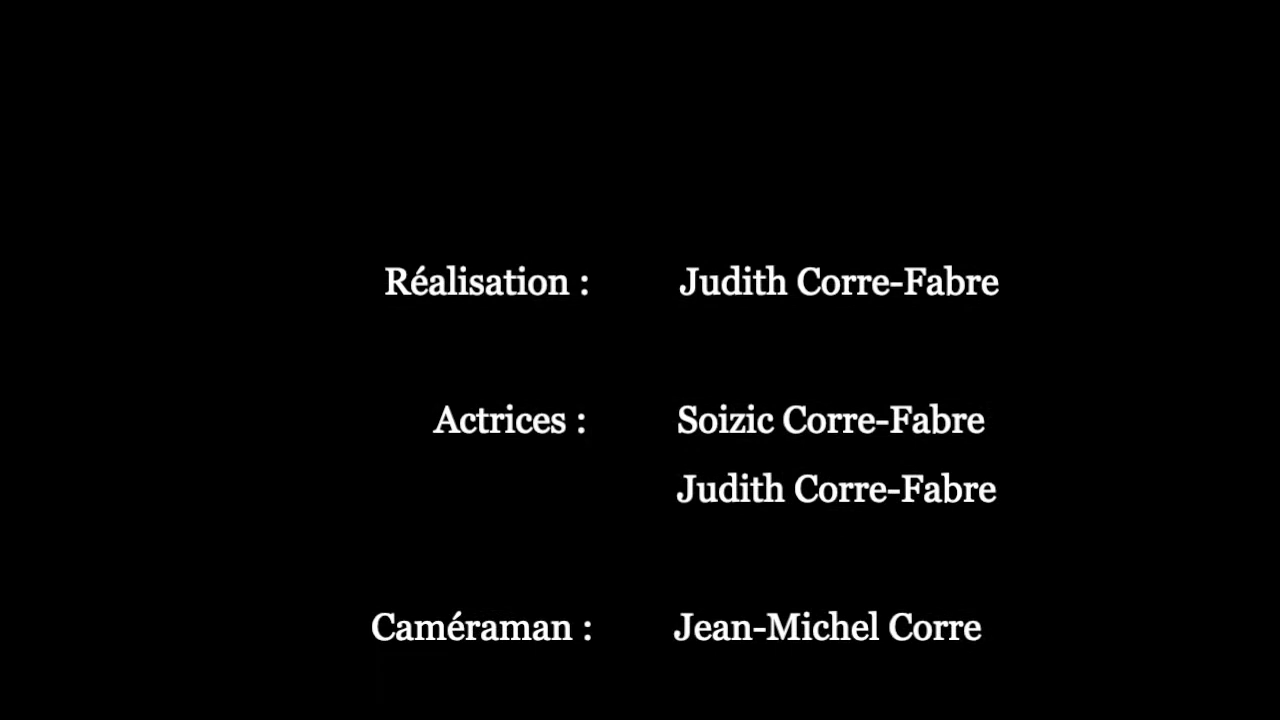 Réalisation : Judith Corre-Fabre
Actrices : Soizic Corre-Fabre
Judith Corre-Fabre
Caméraman : Jean-Michel Corre